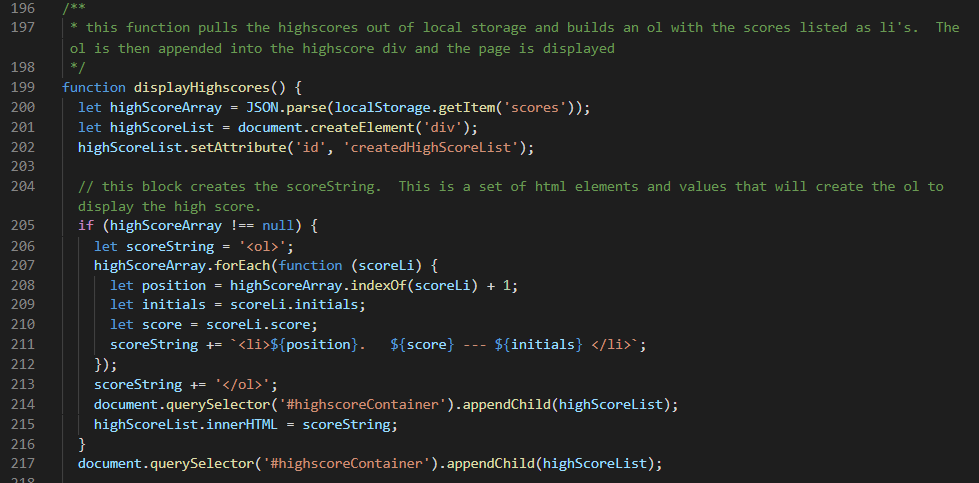 196 /**
197 * this function pulls the highscores out of local storage and builds an ol with the scores listed as li's.  The
ol is then appended into the highscore div and the page is displayed
198 */
199 function displayHighscores() {
200 let highScoreArray = JSON.parse(localStorage.getItem('scores'));
201 let highScoreList = document.createElement('div');
202 highScoreList.setAttribute('id', 'createdHighScoreList');
203
204 // this block creates the scoreString.  This is a set of html elements and values that will create the ol to
display the high score.
205 if (highScoreArray !== null) {
206 let scoreString = '<ol>';
207 highScoreArray.forEach(function (scoreLi) {
208 let position = highScoreArray.indexOf(scoreLi) + 1;
209 let initials = scoreLi.initials;
210 let score = scoreLi.score;
211 scoreString += `<li>${position}.   ${score} --- ${initials} </li>`;
212 });
213 scoreString += '</ol>';
214 document.querySelector('#highscoreContainer').appendChild(highScoreList);
215 highScoreList.innerHTML = scoreString;
216 }
217 document.querySelector('#highscoreContainer').appendChild(highScoreList);
218